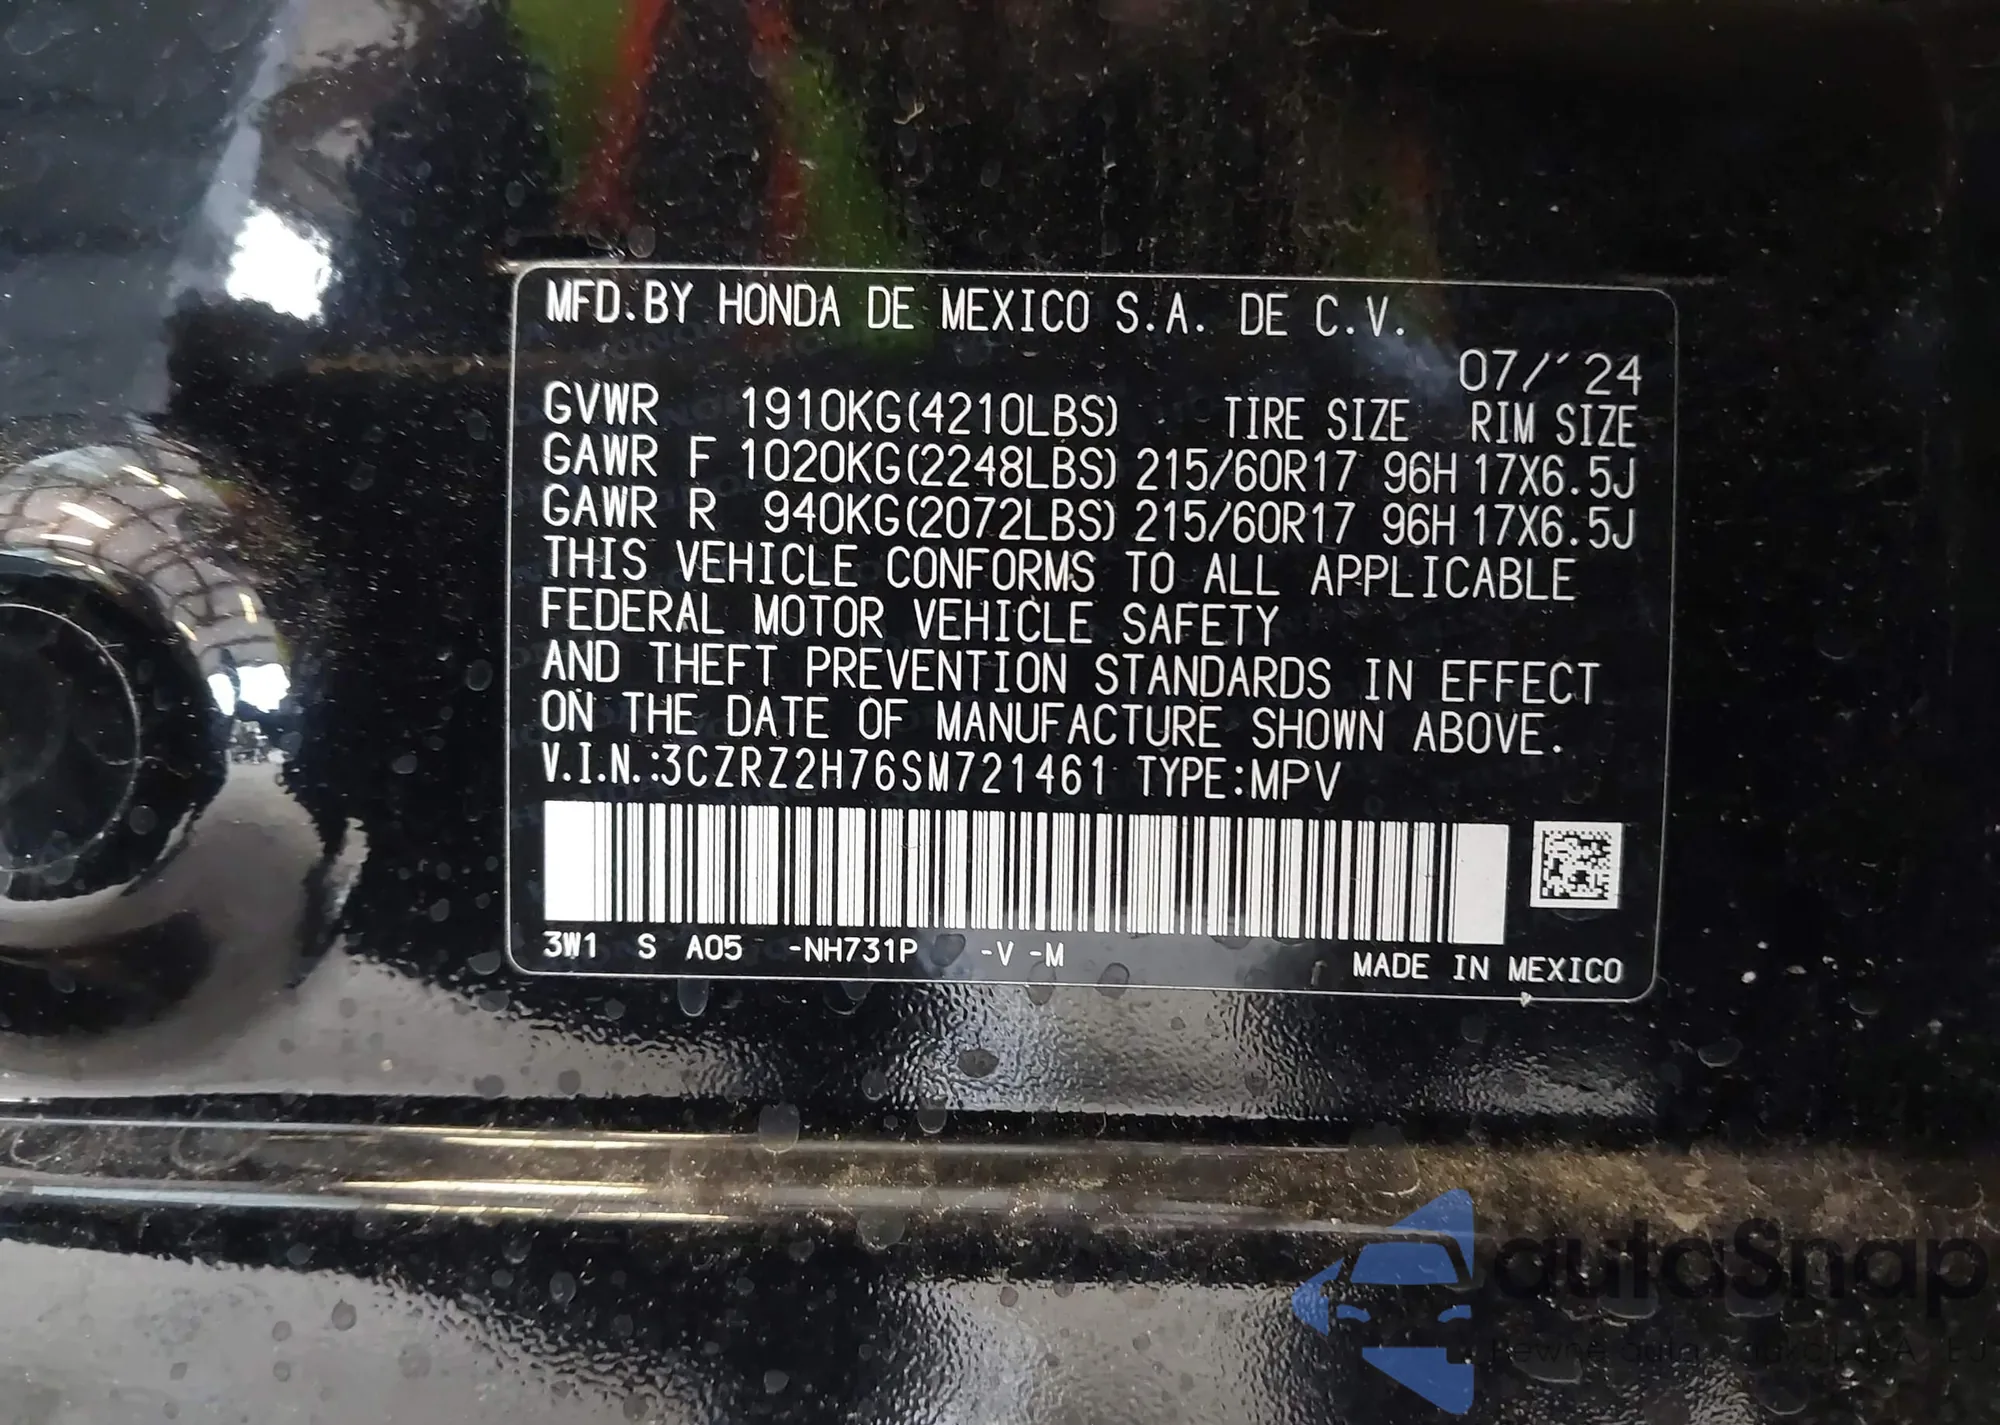 MFD.BY HONDA DE MEXICO S.A. DE C.V.
07/´24
GVWR 1910KG(4210LBS) TIRE SIZE RIM SIZE
GAWR F 1020KG(2248LBS) 215/60R17 96H 17X6.5J
GAWR R 940KG(2072LBS) 215/60R17 96H 17X6.5J
THIS VEHICLE CONFORMS TO ALL APPLICABLE
FEDERAL MOTOR VEHICLE SAFETY
AND THEFT PREVENTION STANDARDS IN EFFECT
ON THE DATE OF MANUFACTURE SHOWN ABOVE.
V.I.N.:3CZRZ2H76SM721461 TYPE:MPV
3W1 S A05 -NH731P -V -M MADE IN MEXICO
autaSnap
pewne auta